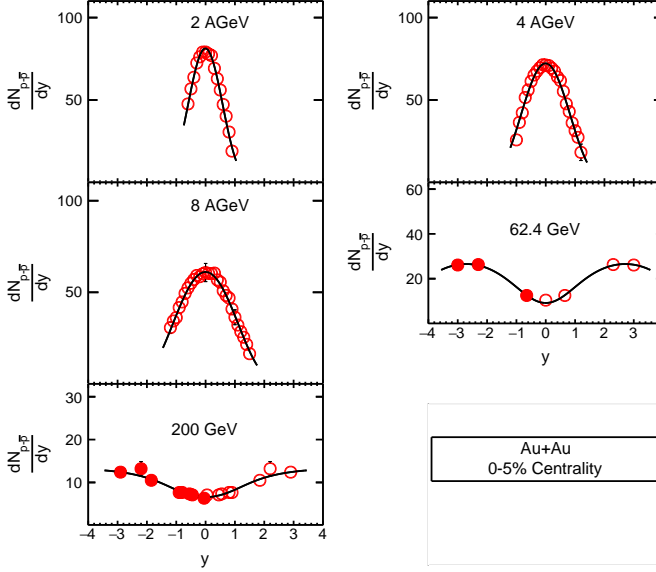 2 AGeV
100
50
dN_{p-p̅}
dy
4 AGeV
100
50
dN_{p-p̅}
dy
8 AGeV
100
50
dN_{p-p̅}
dy
62.4 GeV
60
40
20
dN_{p-p̅}
dy
−4 −3 −2 −1 0 1 2 3
y
200 GeV
30
20
10
dN_{p-p̅}
dy
−4 −3 −2 −1 0 1 2 3 4
y
Au+Au
0-5% Centrality